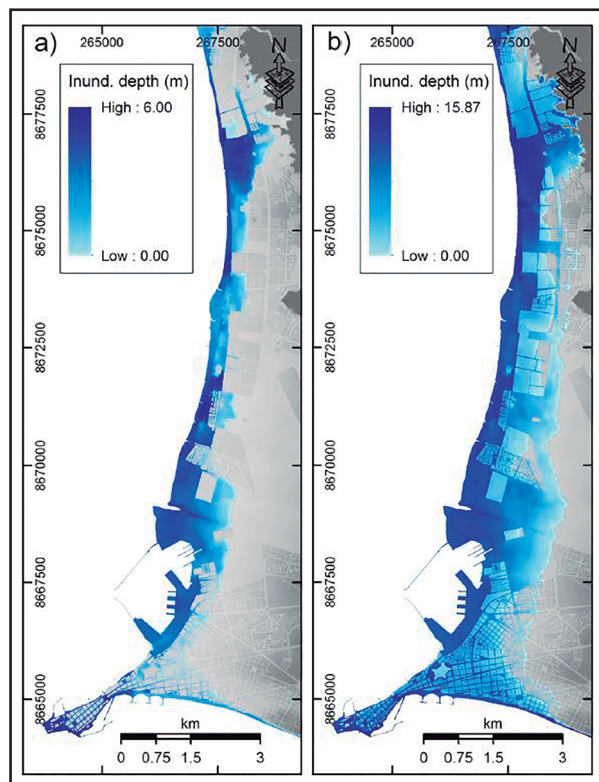 a)
265000
267500
N
Inund. depth (m)
High : 6.00
Low : 0.00
8677500
8675000
8672500
8670000
8667500
8665000
km
0 0.75 1.5 3
b)
265000
267500
N
Inund. depth (m)
High : 15.87
Low : 0.00
8677500
8675000
8672500
8670000
8667500
8665000
km
0 0.75 1.5 3